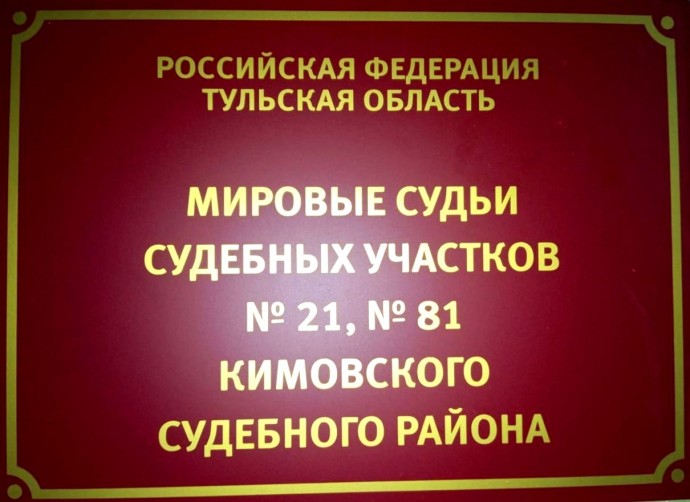 РОССИЙСКАЯ ФЕДЕРАЦИЯ
ТУЛЬСКАЯ ОБЛАСТЬ
МИРОВЫЕ СУДЬИ
СУДЕБНЫХ УЧАСТКОВ
№ 21, № 81
КИМОВСКОГО
СУДЕБНОГО РАЙОНА